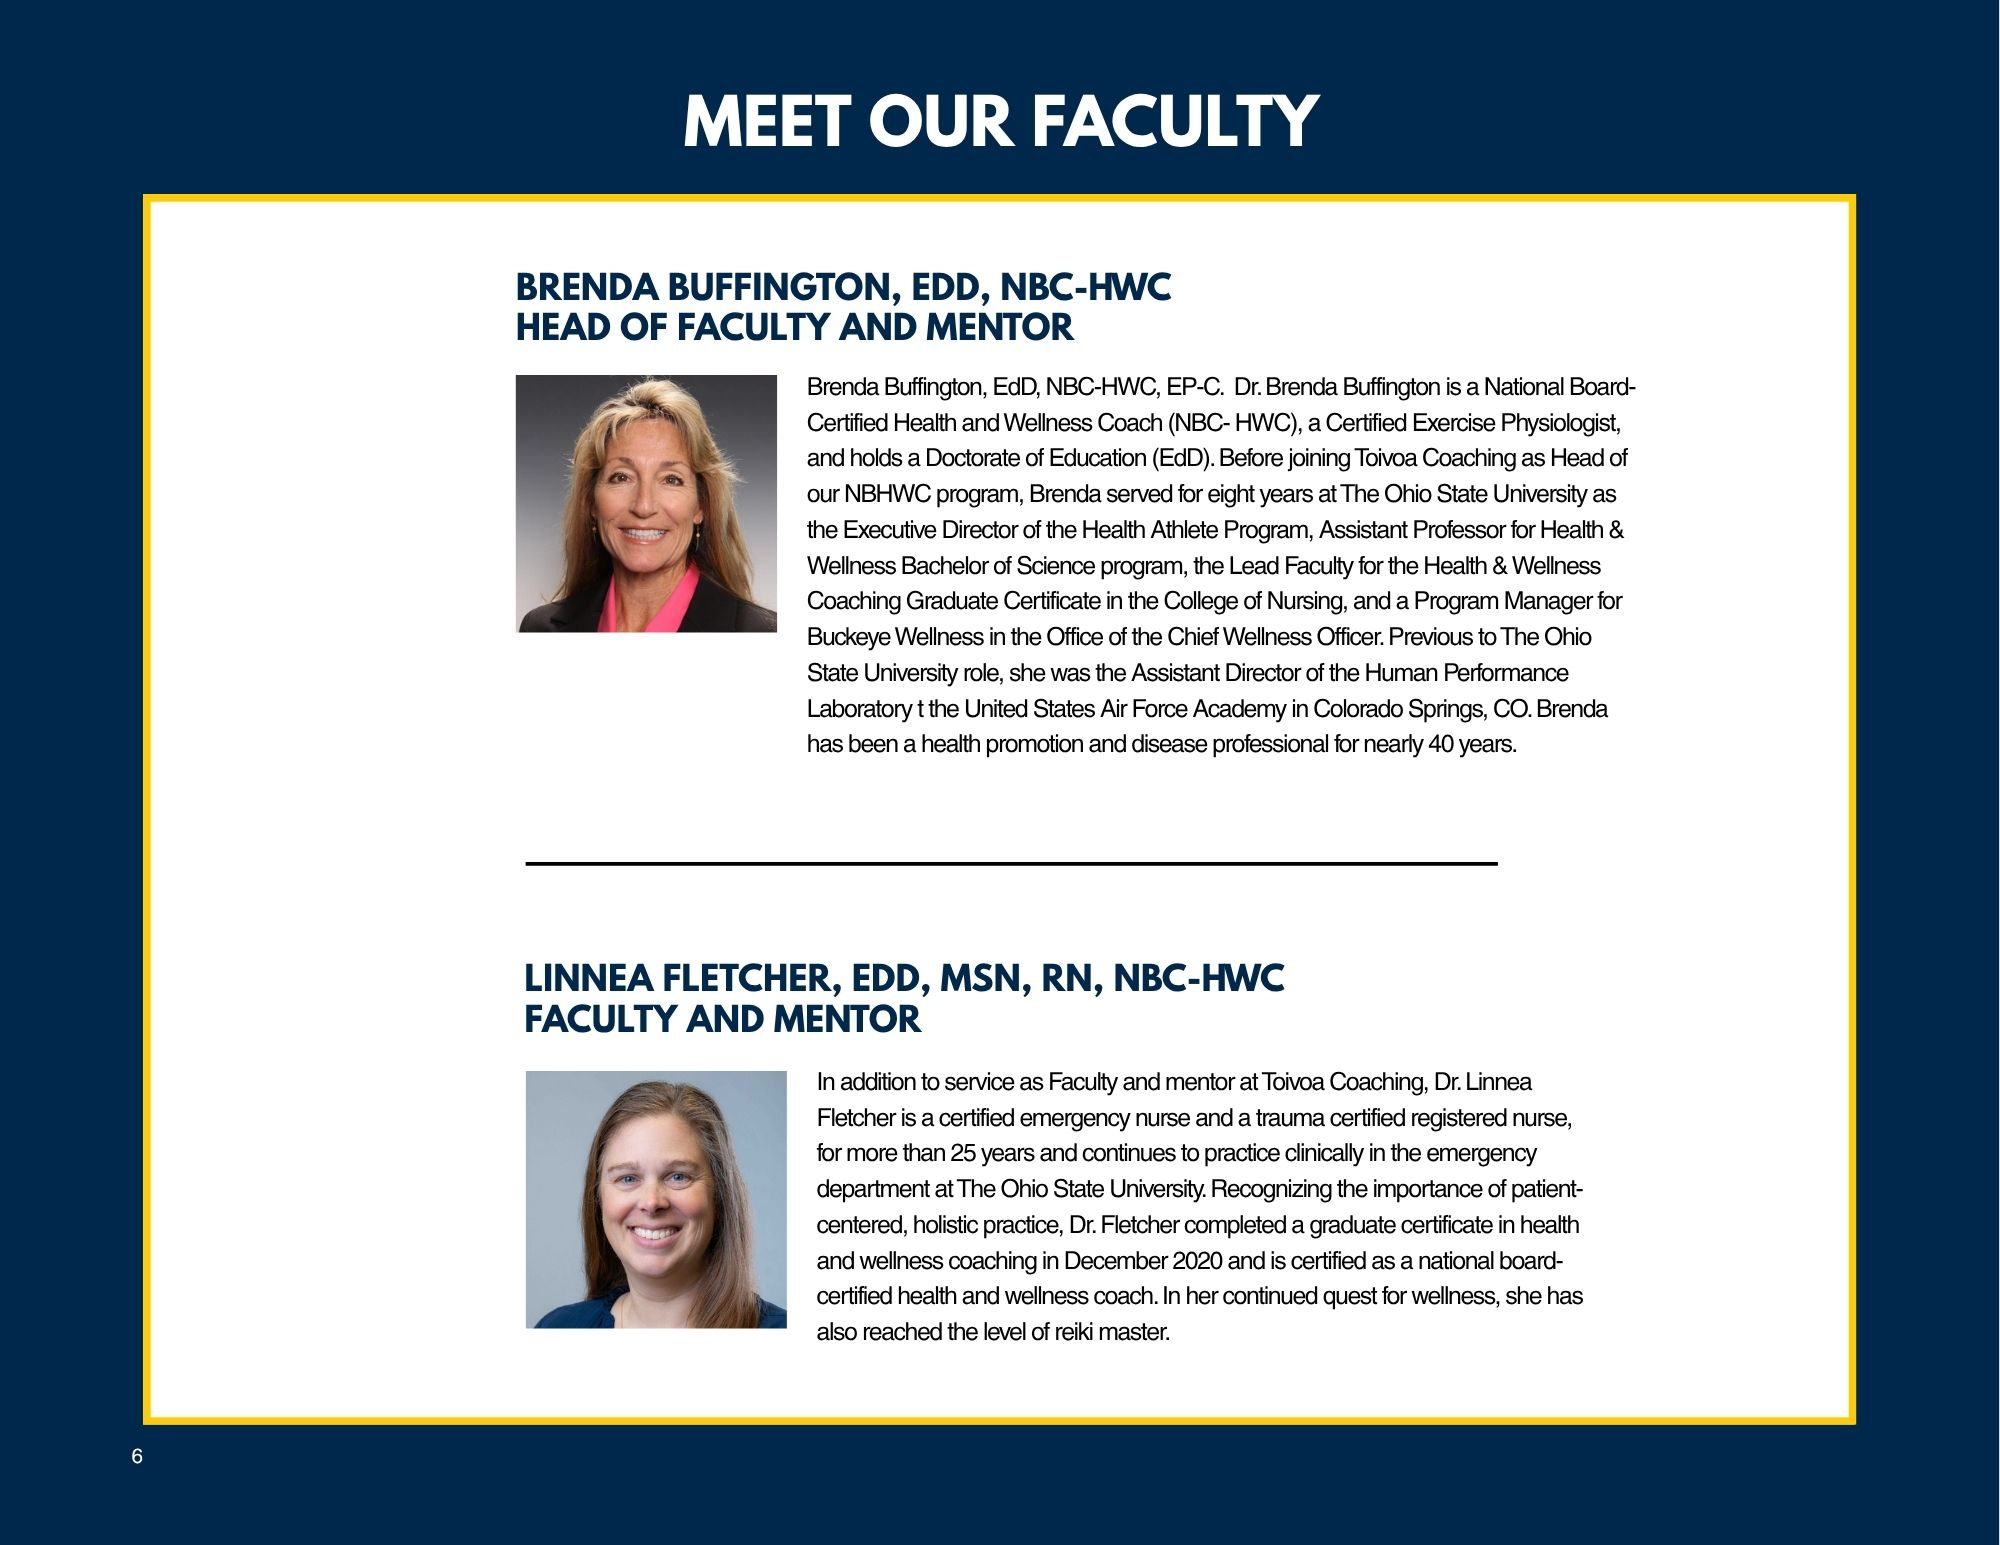 MEET OUR FACULTY
BRENDA BUFFINGTON, EDD, NBC-HWC
HEAD OF FACULTY AND MENTOR
Brenda Buffington, EdD, NBC-HWC, EP-C.  Dr. Brenda Buffington is a National Board-
Certified Health and Wellness Coach (NBC- HWC), a Certified Exercise Physiologist,
and holds a Doctorate of Education (EdD). Before joining Toivoa Coaching as Head of
our NBHWC program, Brenda served for eight years at The Ohio State University as
the Executive Director of the Health Athlete Program, Assistant Professor for Health &
Wellness Bachelor of Science program, the Lead Faculty for the Health & Wellness
Coaching Graduate Certificate in the College of Nursing, and a Program Manager for
Buckeye Wellness in the Office of the Chief Wellness Officer. Previous to The Ohio
State University role, she was the Assistant Director of the Human Performance
Laboratory t the United States Air Force Academy in Colorado Springs, CO. Brenda
has been a health promotion and disease professional for nearly 40 years.
LINNEA FLETCHER, EDD, MSN, RN, NBC-HWC
FACULTY AND MENTOR
In addition to service as Faculty and mentor at Toivoa Coaching, Dr. Linnea
Fletcher is a certified emergency nurse and a trauma certified registered nurse,
for more than 25 years and continues to practice clinically in the emergency
department at The Ohio State University. Recognizing the importance of patient-
centered, holistic practice, Dr. Fletcher completed a graduate certificate in health
and wellness coaching in December 2020 and is certified as a national board-
certified health and wellness coach. In her continued quest for wellness, she has
also reached the level of reiki master.
6